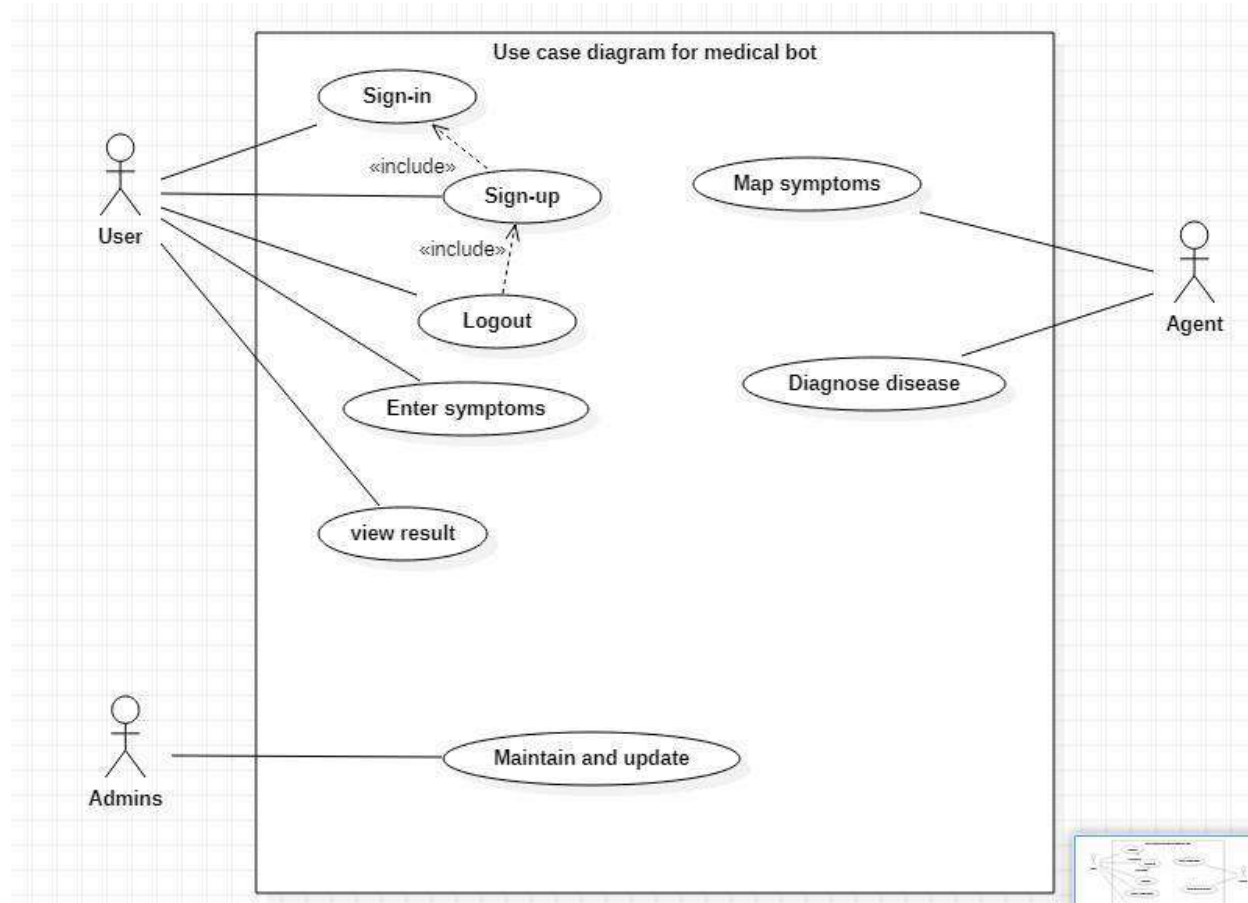 Use case diagram for medical bot
Sign-in
«include»
Sign-up
Map symptoms
User
«include»
Logout
Agent
Diagnose disease
Enter symptoms
view result
Maintain and update
Admins